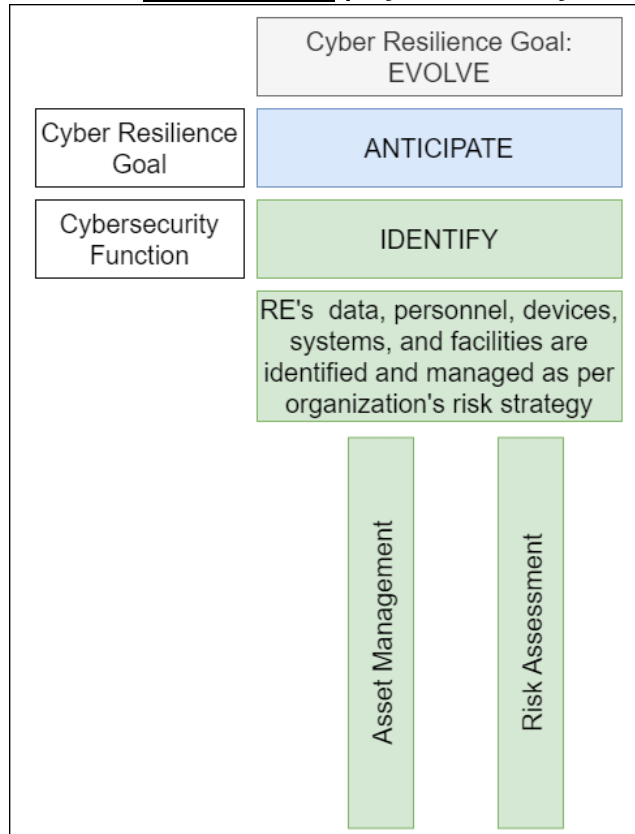 Cyber Resilience Goal:
EVOLVE
Cyber Resilience
Goal
ANTICIPATE
Cybersecurity
Function
IDENTIFY
RE's data, personnel, devices,
systems, and facilities are
identified and managed as per
organization's risk strategy
Asset Management
Risk Assessment